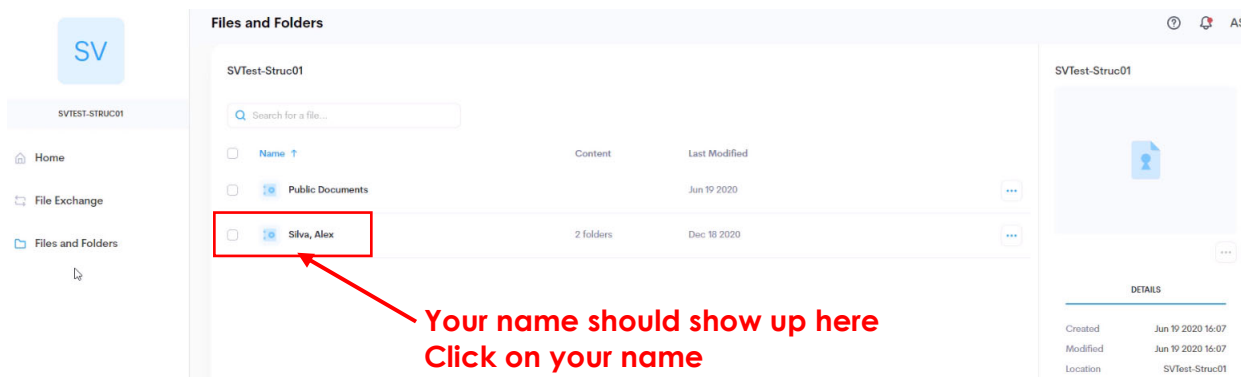 SV
SVTEST-STRUC01
Home
File Exchange
Files and Folders
Files and Folders
AS
SVTest-Struc01
Search for a file...
Name ↑ Content Last Modified
Public Documents Jun 19 2020
Silva, Alex 2 folders Dec 18 2020
Your name should show up here
Click on your name
SVTest-Struc01
DETAILS
Created Jun 19 2020 16:07
Modified Jun 19 2020 16:07
Location SVTest-Struc01